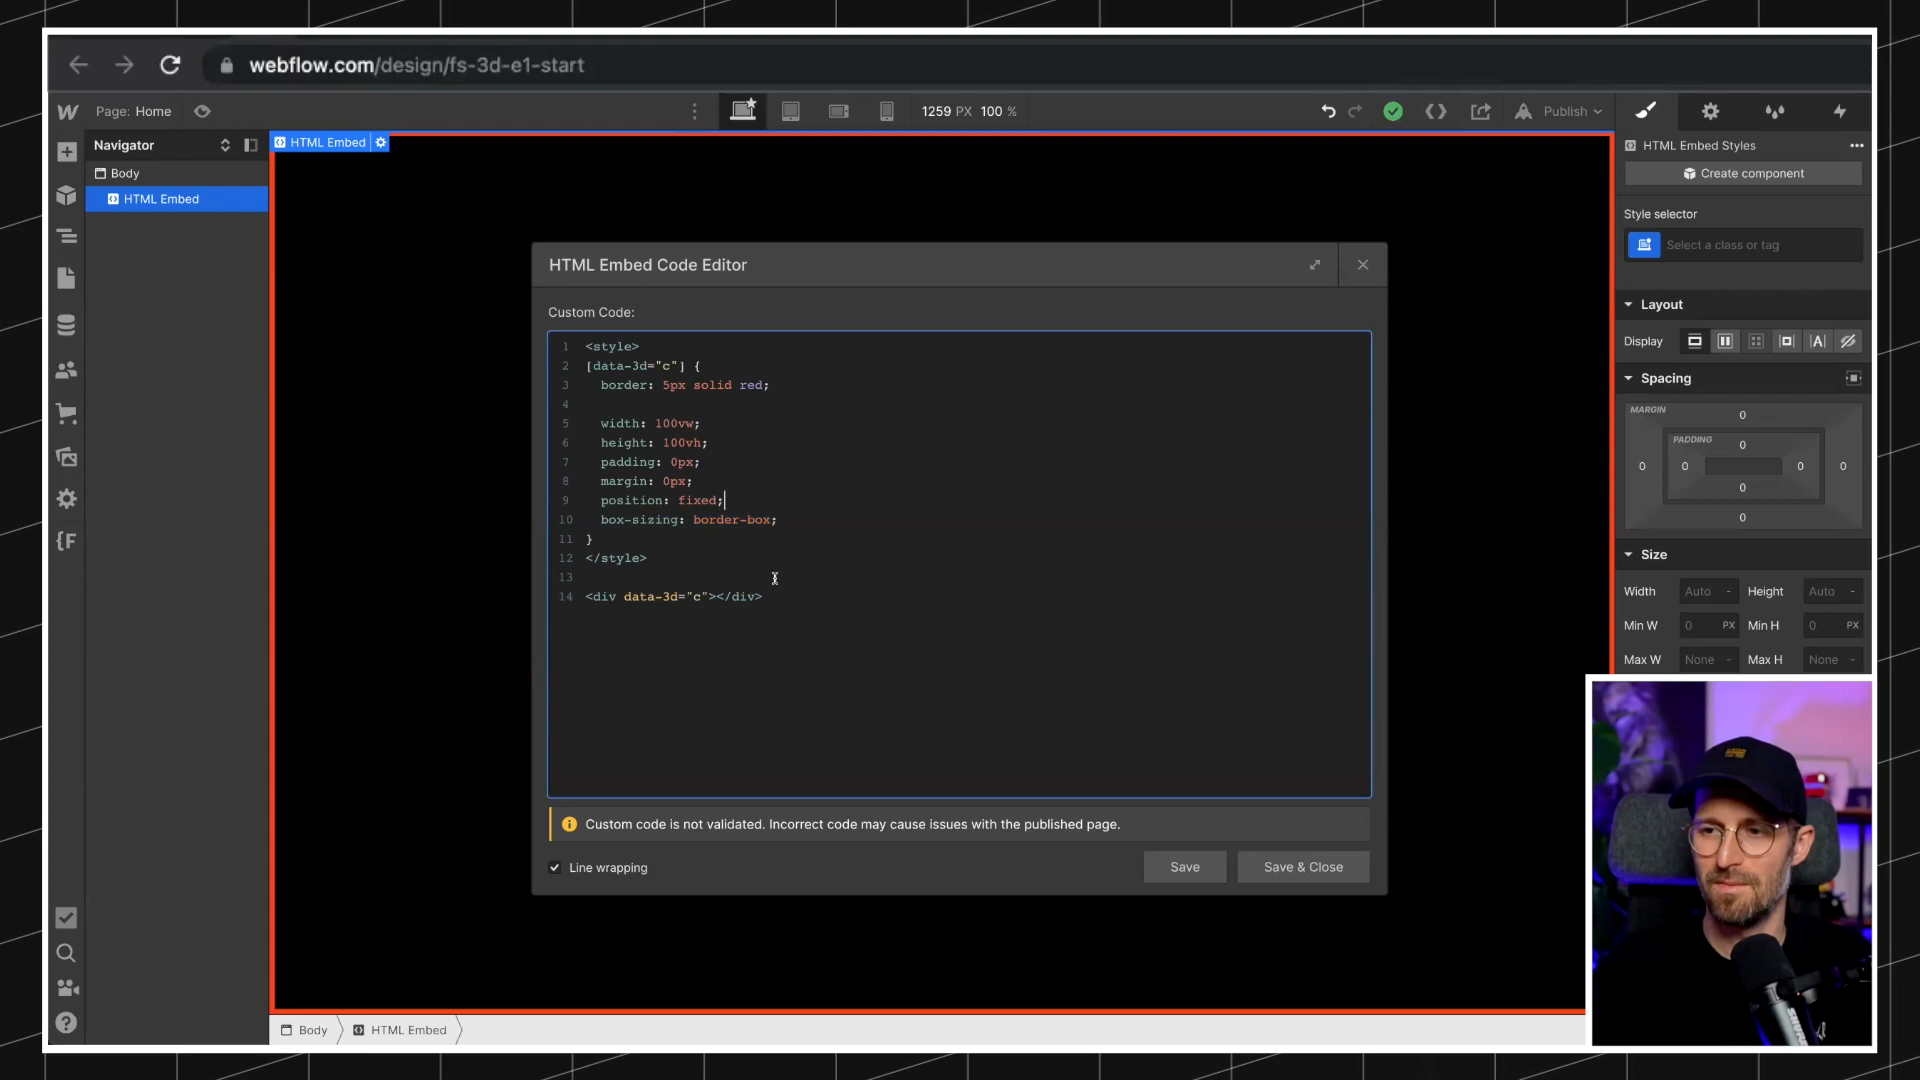 webflow.com/design/fs-3d-e1-start
Page: Home
1259 PX 100 %
Publish
Navigator
HTML Embed
HTML Embed Styles
Body
Create component
HTML Embed
Style selector
Select a class or tag
HTML Embed Code Editor
Custom Code:
Layout
Display
Spacing
MARGIN
0
PADDING
0
0
0
0
0
0
0
1 <style>
2 [data-3d="c"] {
3 border: 5px solid red;
4
5 width: 100vw;
6 height: 100vh;
7 padding: 0px;
8 margin: 0px;
9 position: fixed;
10 box-sizing: border-box;
11 }
12 </style>
13
14 <div data-3d="c"></div>
Size
Width Auto - Height Auto -
Min W 0 PX Min H 0 PX
Max W None - Max H None -
Custom code is not validated. Incorrect code may cause issues with the published page.
Line wrapping
Save
Save & Close
Body
HTML Embed